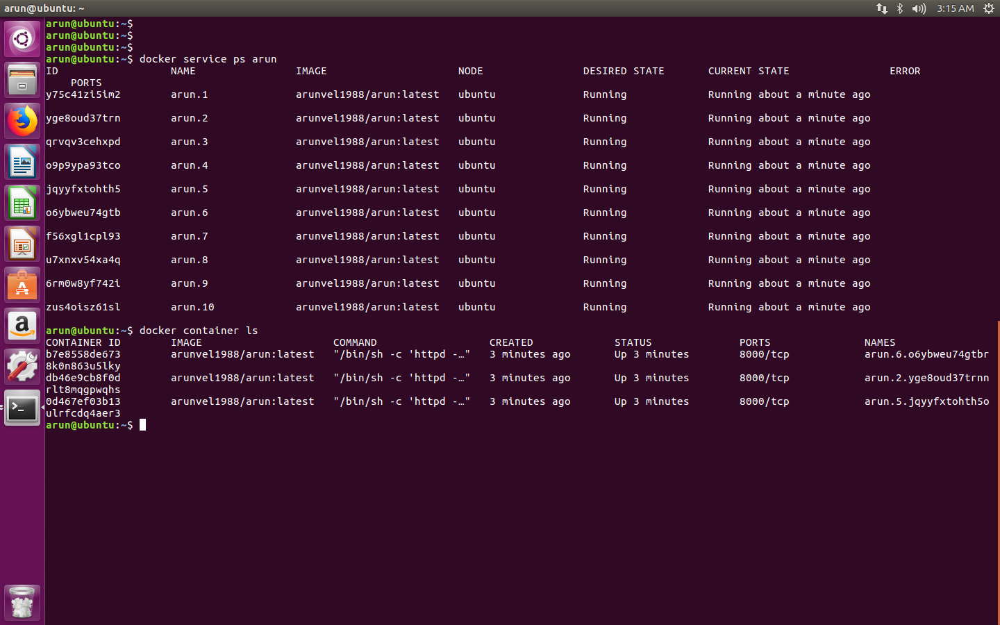 arun@ubuntu: ~
3:15 AM
arun@ubuntu:~$
arun@ubuntu:~$
arun@ubuntu:~$
arun@ubuntu:~$ docker service ps arun
ID NAME IMAGE NODE DESIRED STATE CURRENT STATE ERROR
PORTS
y75c41zi5im2 arun.1 arunvel1988/arun:latest ubuntu Running Running about a minute ago
yge8oud37trn arun.2 arunvel1988/arun:latest ubuntu Running Running about a minute ago
qrvqv3cehxpd arun.3 arunvel1988/arun:latest ubuntu Running Running about a minute ago
o9p9ypa93tco arun.4 arunvel1988/arun:latest ubuntu Running Running about a minute ago
jqyyfxtohth5 arun.5 arunvel1988/arun:latest ubuntu Running Running about a minute ago
o6ybweu74gtb arun.6 arunvel1988/arun:latest ubuntu Running Running about a minute ago
f56xgl1cpl93 arun.7 arunvel1988/arun:latest ubuntu Running Running about a minute ago
u7xnxv54xa4q arun.8 arunvel1988/arun:latest ubuntu Running Running about a minute ago
6rm0w8yf742i arun.9 arunvel1988/arun:latest ubuntu Running Running about a minute ago
zus4oisz61sl arun.10 arunvel1988/arun:latest ubuntu Running Running about a minute ago
arun@ubuntu:~$ docker container ls
CONTAINER ID IMAGE COMMAND CREATED STATUS PORTS NAMES
b7e8558de673 arunvel1988/arun:latest "/bin/sh -c 'httpd -…" 3 minutes ago Up 3 minutes 8000/tcp arun.6.o6ybweu74gtbr
8k0n863u5lky
db46e9cb8f0d arunvel1988/arun:latest "/bin/sh -c 'httpd -…" 3 minutes ago Up 3 minutes 8000/tcp arun.2.yge8oud37trnn
rlt8mqgpwqhs
0d467ef03b13 arunvel1988/arun:latest "/bin/sh -c 'httpd -…" 3 minutes ago Up 3 minutes 8000/tcp arun.5.jqyyfxtohth5o
ulrfcdq4aer3
arun@ubuntu:~$